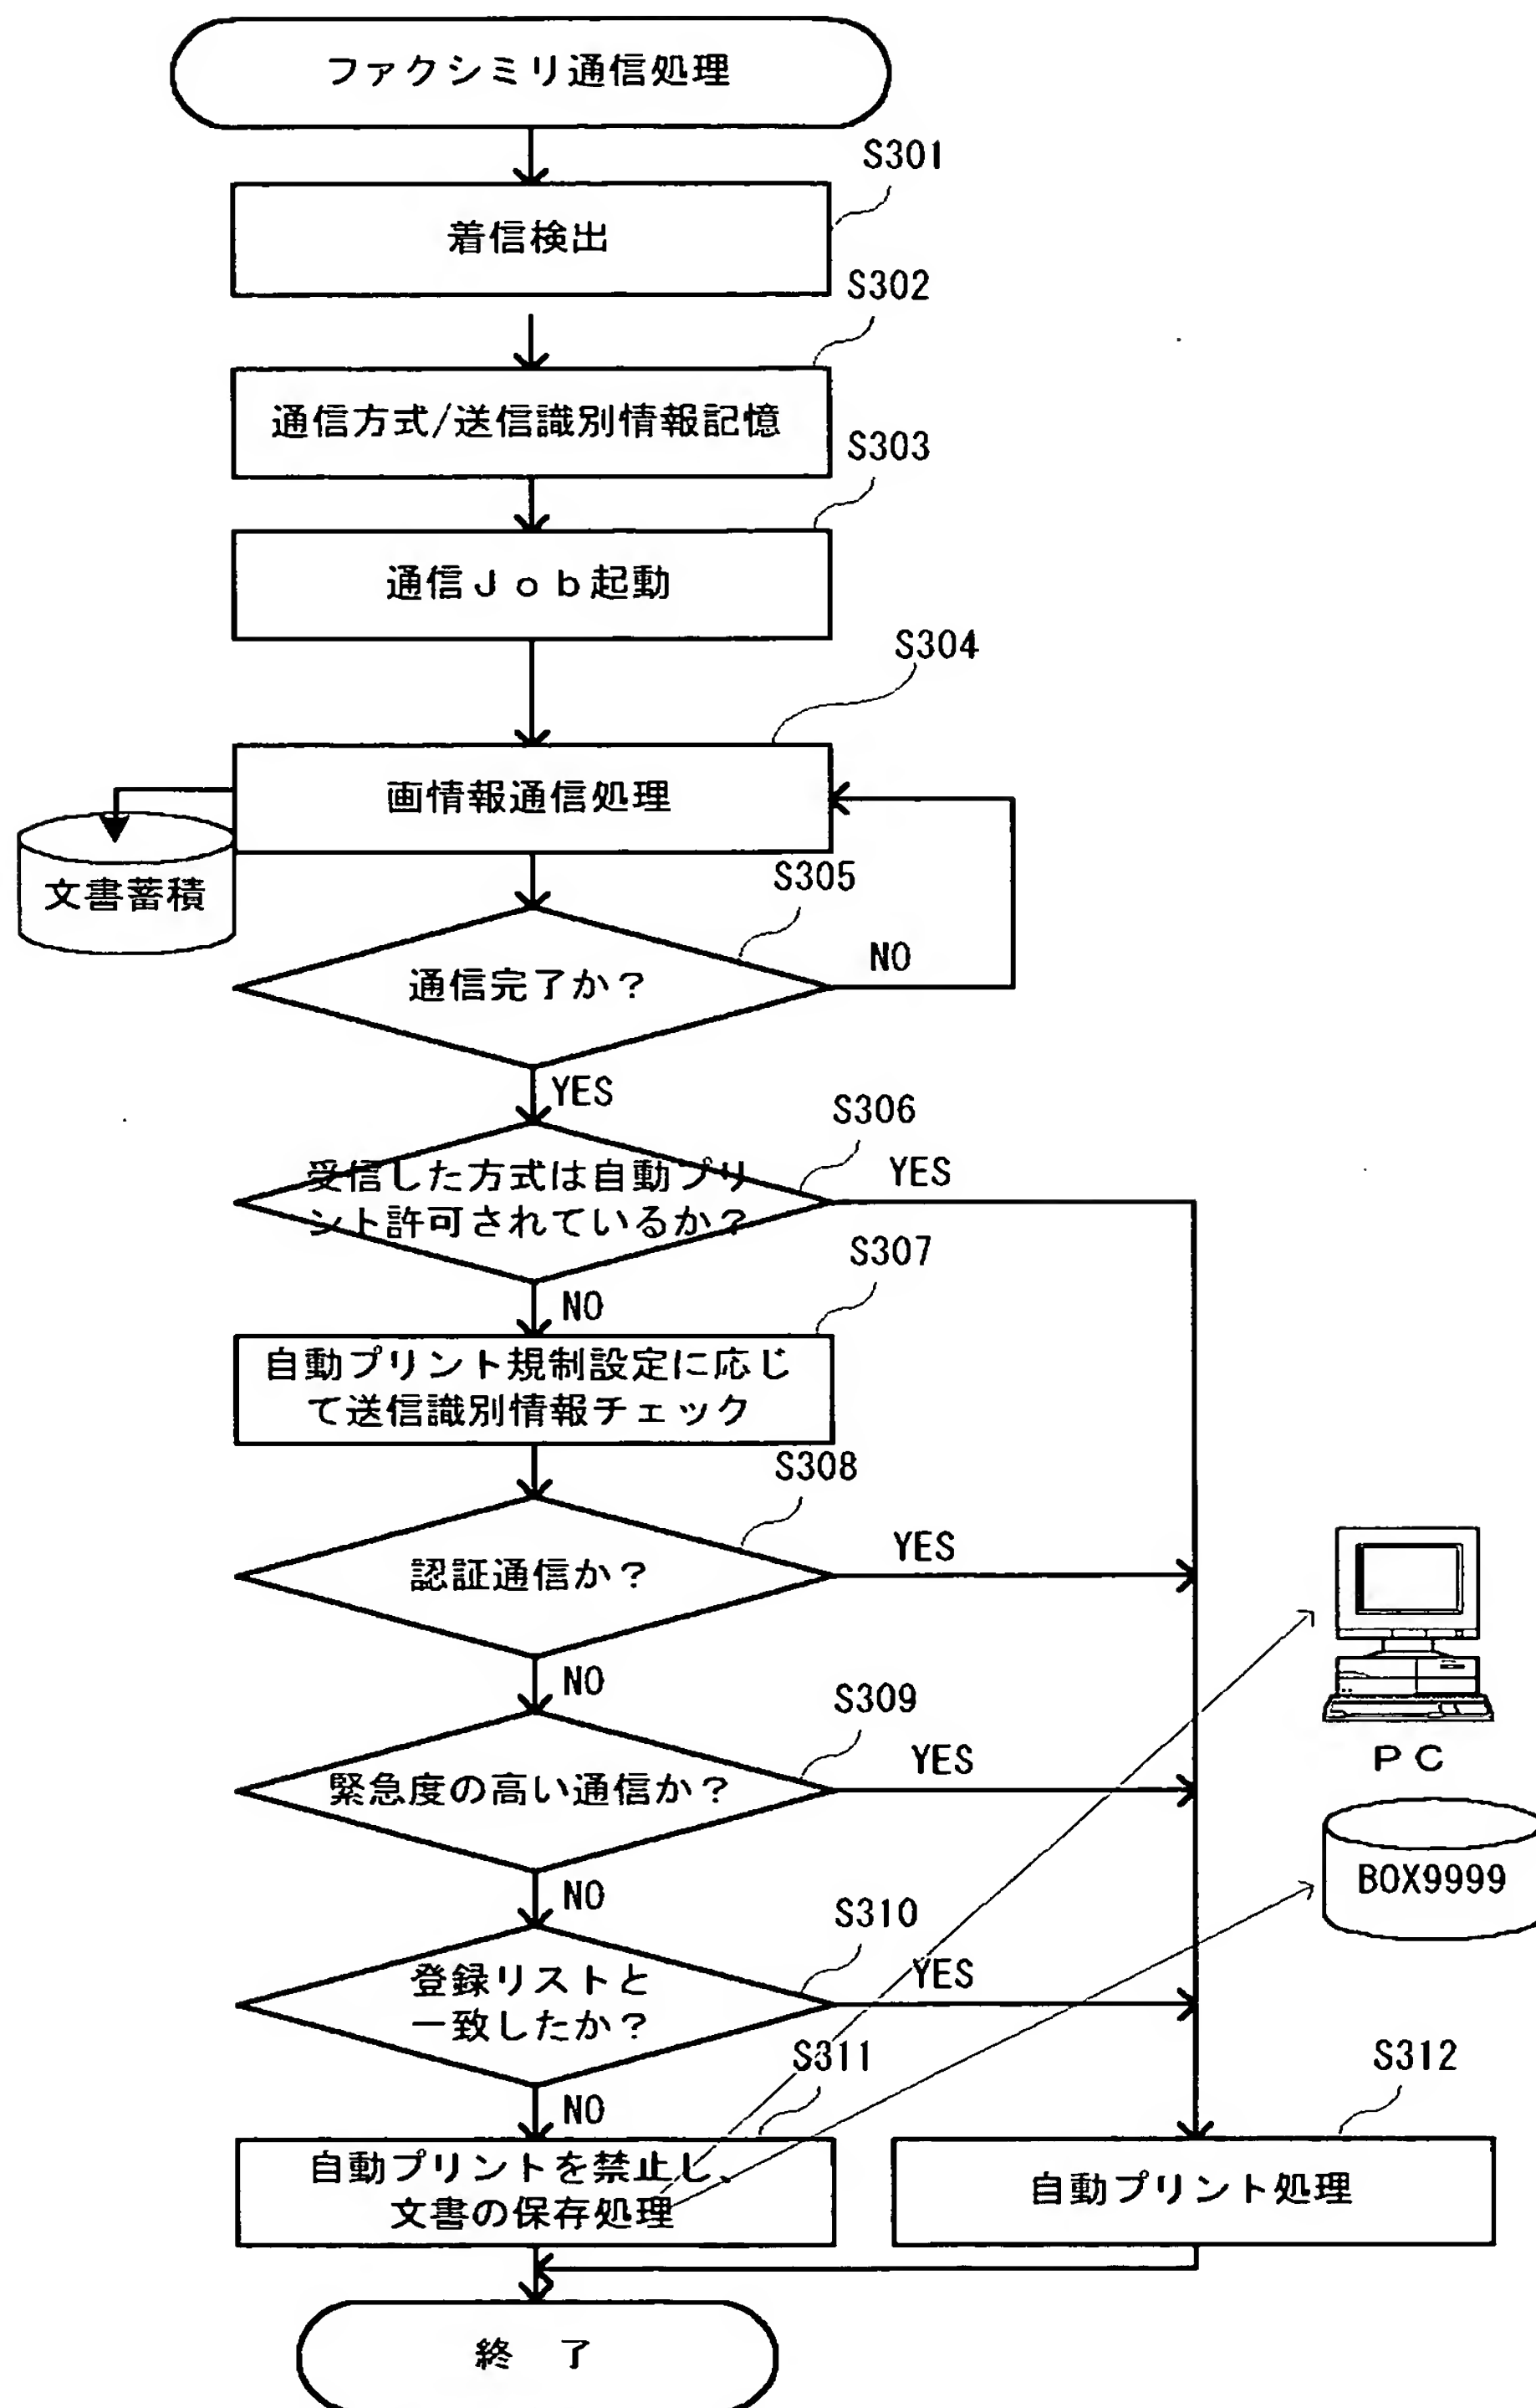 ファクシミリ通信処理
S301
着信検出
S302
通信方式/送信識別情報記憶
S303
通信Ｊｏｂ起動
S304
画情報通信処理
文書蓄積
S305
通信完了か？
NO
YES
S306
受信した方式は自動プリ
ント許可されているか？
YES
NO
S307
自動プリント規制設定に応じ
て送信識別情報チェック
S308
認証通信か？
YES
NO
S309
緊急度の高い通信か？
YES
NO
S310
登録リストと
一致したか？
YES
NO
ＰＣ
BOX9999
S311
自動プリントを禁止し、
文書の保存処理
S312
自動プリント処理
終　了